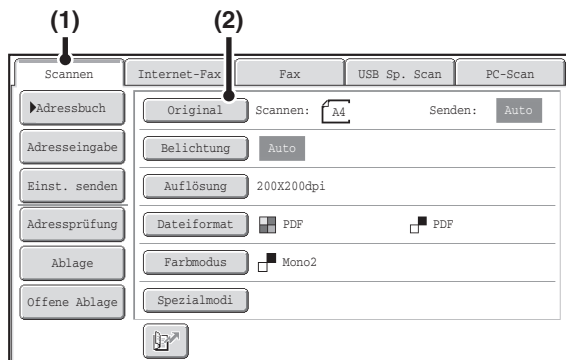 (1) (2)
Scannen Internet-Fax Fax USB Sp. Scan PC-Scan
Adressbuch Original Scannen: A4 Senden: Auto
Adresseingabe Belichtung Auto
Einst. senden Auflösung 200X200dpi
Adressprüfung Dateiformat PDF PDF
Ablage Farbmodus Mono2
Offene Ablage Spezialmodi